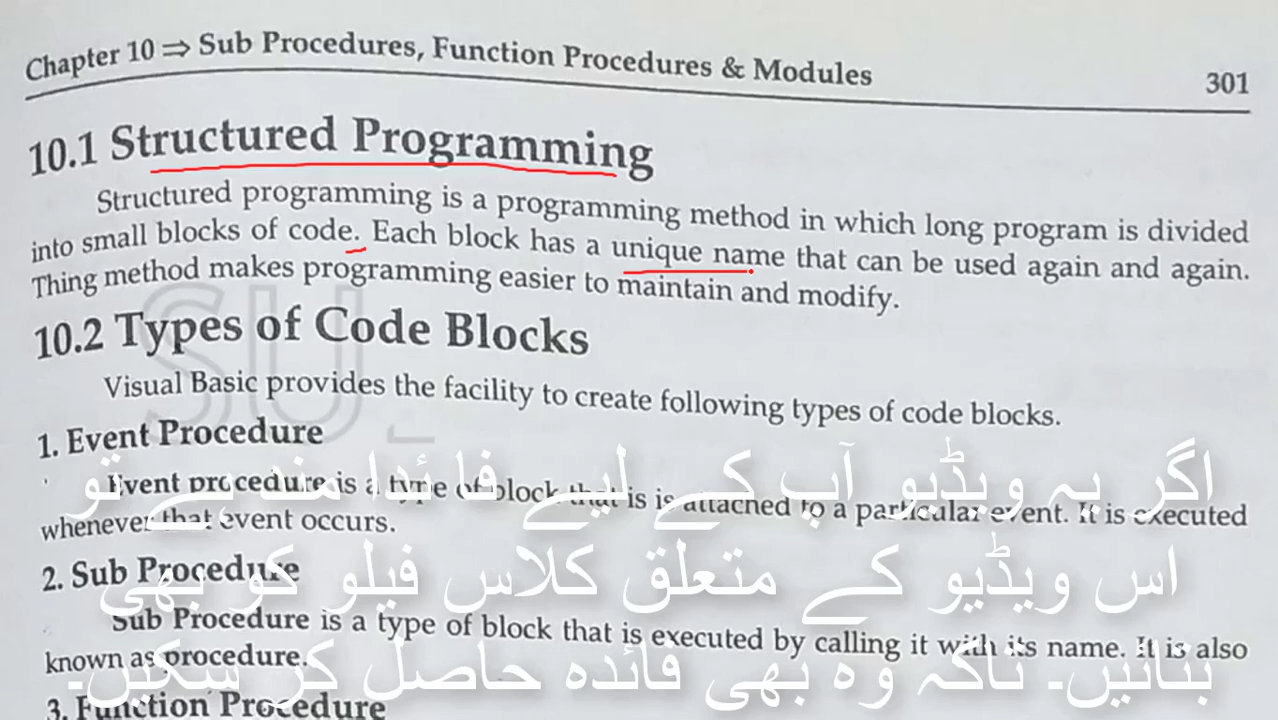 Chapter 10 ⇒ Sub Procedures, Function Procedures & Modules 301
10.1 Structured Programming
Structured programming is a programming method in which long program is divided
into small blocks of code. Each block has a unique name that can be used again and again.
Thing method makes programming easier to maintain and modify.
10.2 Types of Code Blocks
Visual Basic provides the facility to create following types of code blocks.
1. Event Procedure
اگر یہ ویڈیو آپ کے لیے فائدا مند ہے تو
Event procedure is a type of block that is is attached to a particular event. It is executed
whenever that event occurs.
2. Sub Procedure
اس ویڈیو کے متعلق کلاس فیلو کو بھی
Sub Procedure is a type of block that is executed by calling it with its name. It is also
known as procedure.
بتائیں۔ تاکہ وہ بھی فائدہ حاصل کر سکیں۔
3. Function Procedure
SU